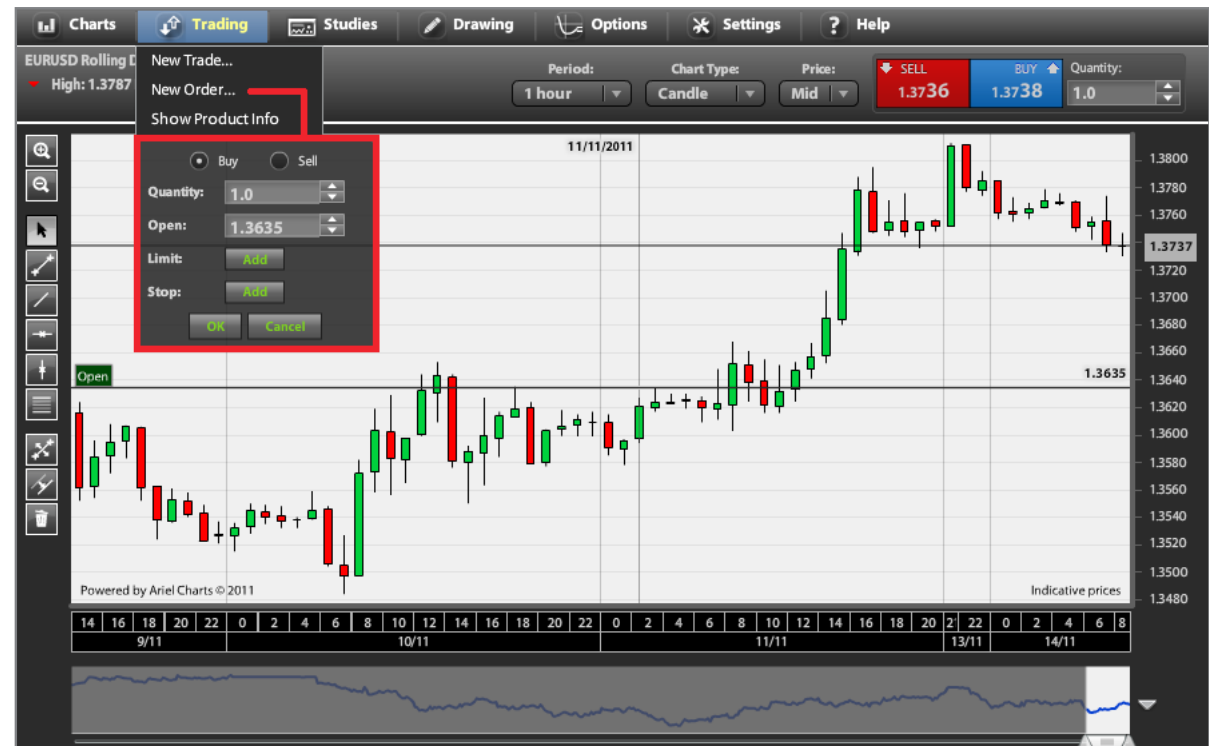 Charts Trading Studies Drawing Options Settings ? Help
EURUSD Rolling D
High: 1.3787
New Trade...
New Order...
Show Product Info
Period: Chart Type: Price:
1 hour Candle Mid
SELL BUY Quantity:
1.3736 1.3738 1.0
Buy Sell
Quantity: 1.0
Open: 1.3635
Limit: Add
Stop: Add
OK Cancel
11/11/2011
1.3800
1.3780
1.3760
1.3737
1.3720
1.3700
1.3680
1.3660
1.3635
1.3640
Open
1.3620
1.3600
1.3580
1.3560
1.3540
1.3520
1.3500
1.3480
Powered by Ariel Charts © 2011 Indicative prices
14 16 18 20 22 0 2 4 6 8 10 12 14 16 18 20 22 0 2 4 6 8 10 12 14 16 18 20 2 22 0 2 4 6 8
9/11 10/11 11/11 13/11 14/11